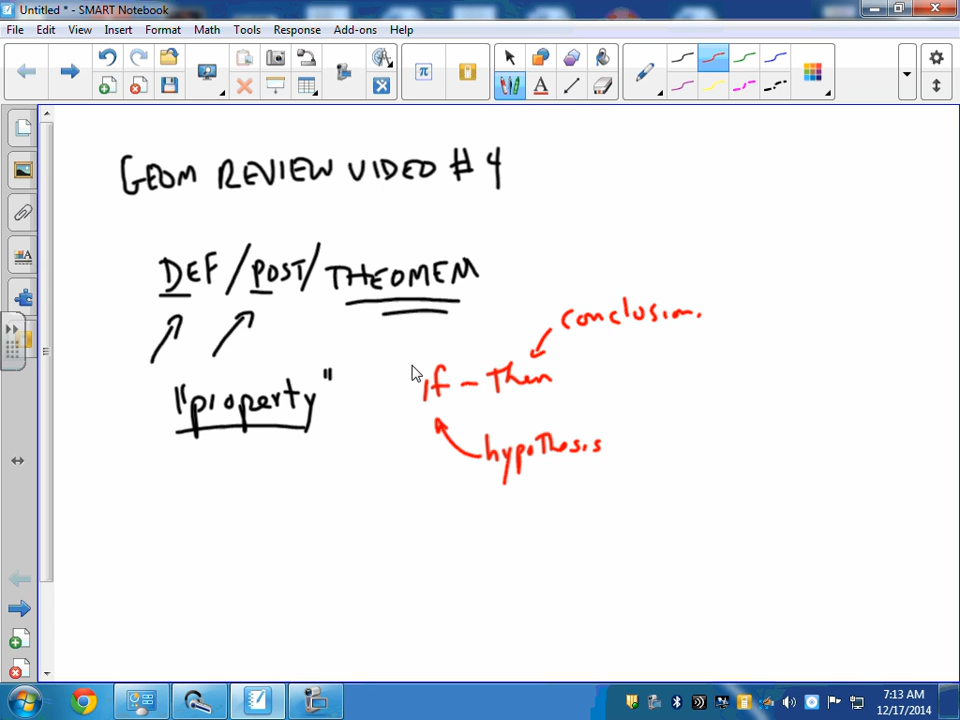 Untitled * - SMART Notebook
File Edit View Insert Format Math Tools Response Add-ons Help
GEOM REVIEW VIDEO # 4
DEF / POST / THEOMEM
conclusion.
If - Then
"property"
hypothesis
7:13 AM
12/17/2014